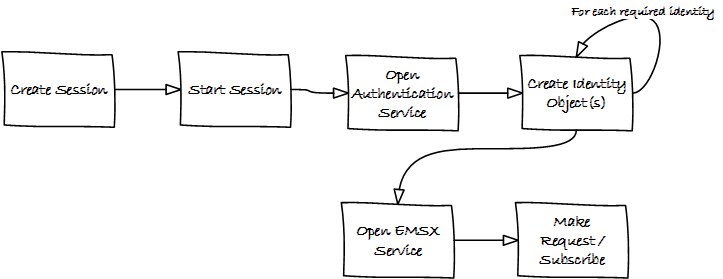 For each required identity
Create Session
Start Session
Open
Authentication
Service
Create Identity
Object(s)
Open EMSX
Service
Make
Request /
Subscribe